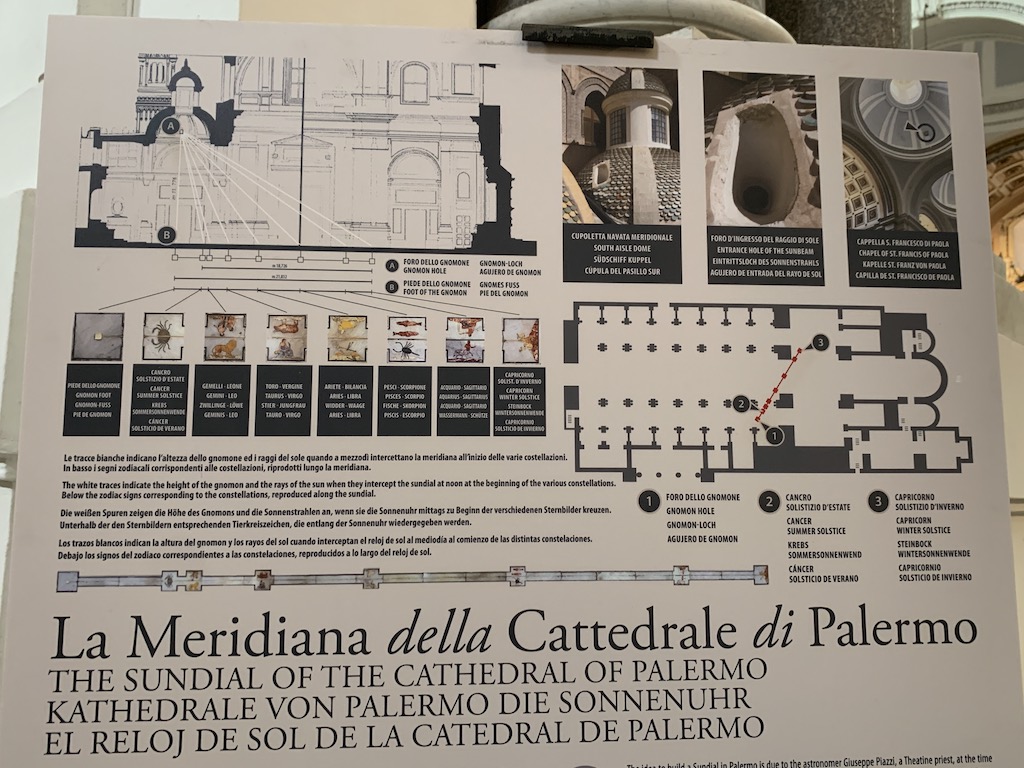 A
B
m 18,736
m 21,812
A
FORO DELLO GNOMONE
GNOMON HOLE
GNOMON-LOCH
AGUJERO DE GNOMON
B
PIEDE DELLO GNOMONE
FOOT OF THE GNOMON
GNOMES FUSS
PIE DEL GNOMON
CUPOLETTA NAVATA MERIDIONALE
SOUTH AISLE DOME
SÜDSCHIFF KUPPEL
CÚPULA DEL PASILLO SUR
FORO D'INGRESSO DEL RAGGIO DI SOLE
ENTRANCE HOLE OF THE SUNBEAM
EINTRITTSLOCH DES SONNENSTRAHLS
AGUJERO DE ENTRADA DEL RAYO DE SOL
CAPPELLA S. FRANCESCO DI PAOLA
CHAPEL OF ST. FRANCIS OF PAOLA
KAPELLE ST. FRANZ VON PAOLA
CAPILLA DE ST. FRANCISCO DE PAOLA
PIEDE DELLO GNOMONE
GNOMON FOOT
GNOMON-FUSS
PIE DE GNOMON
CANCRO
SOLSTIZIO D'ESTATE
CANCER
SUMMER SOLSTICE
KREBS
SOMMERSONNENWENDE
CÁNCER
SOLSTICIO DE VERANO
GEMELLI - LEONE
GEMINI - LEO
ZWILLINGE - LÖWE
GEMINIS - LEO
TORO - VERGINE
TAURUS - VIRGO
STIER - JUNGFRAU
TAURO - VIRGO
ARIETE - BILANCIA
ARIES - LIBRA
WIDDER - WAAGE
ARIES - LIBRA
PESCI - SCORPIONE
PISCES - SCORPIO
FISCHE - SKORPION
PISCIS - ESCORPIO
ACQUARIO - SAGITTARIO
AQUARIUS - SAGITTARIUS
ACQUARIO - SAGITARIO
WASSERMAN - SCHÜTZE
CAPRICORNO
SOLIST. D'INVERNO
CAPRICORN
WINTER SOLSTICE
STEINBOCK
WINTERSONNENWENDE
CAPRICORNIO
SOLSTICIO DE INVIERNO
3
2
1
Le tracce bianche indicano l'altezza dello gnomone ed i raggi del sole quando a mezzodì intercettano la meridiana all'inizio delle varie costellazioni.
In basso i segni zodiacali corrispondenti alle costellazioni, riprodotti lungo la meridiana.
The white traces indicate the height of the gnomon and the rays of the sun when they intercept the sundial at noon at the beginning of the various constellations.
Below the zodiac signs corresponding to the constellations, reproduced along the sundial.
Die weißen Spuren zeigen die Höhe des Gnomons und die Sonnenstrahlen an, wenn sie die Sonnenuhr mittags zu Beginn der verschiedenen Sternbilder kreuzen.
Unterhalb der den Sternbildern entsprechenden Tierkreiszeichen, die entlang der Sonnenuhr wiedergegeben werden.
Los trazos blancos indican la altura del gnomon y los rayos del sol cuando interceptan el reloj de sol al mediodía al comienzo de las distintas constelaciones.
Debajo los signos del zodiaco correspondientes a las constelaciones, reproducidos a lo largo del reloj de sol.
1
FORO DELLO GNOMONE
GNOMON HOLE
GNOMON-LOCH
AGUJERO DE GNOMON
2
CANCRO
SOLISTIZIO D'ESTATE
CANCER
SUMMER SOLSTICE
KREBS
SOMMERSONNENWEND
CÁNCER
SOLSTICIO DE VERANO
3
CAPRICORNO
SOLISTIZIO D'INVERNO
CAPRICORN
WINTER SOLSTICE
STEINBOCK
WINTERSONNENWENDE
CAPRICORNIO
SOLSTICIO DE INVIERNO
La Meridiana della Cattedrale di Palermo
THE SUNDIAL OF THE CATHEDRAL OF PALERMO
KATHEDRALE VON PALERMO DIE SONNENUHR
EL RELOJ DE SOL DE LA CATEDRAL DE PALERMO
The idea to build a Sundial in Palermo is due to the astronomer Giuseppe Piazzi, a Theatine priest, at the time